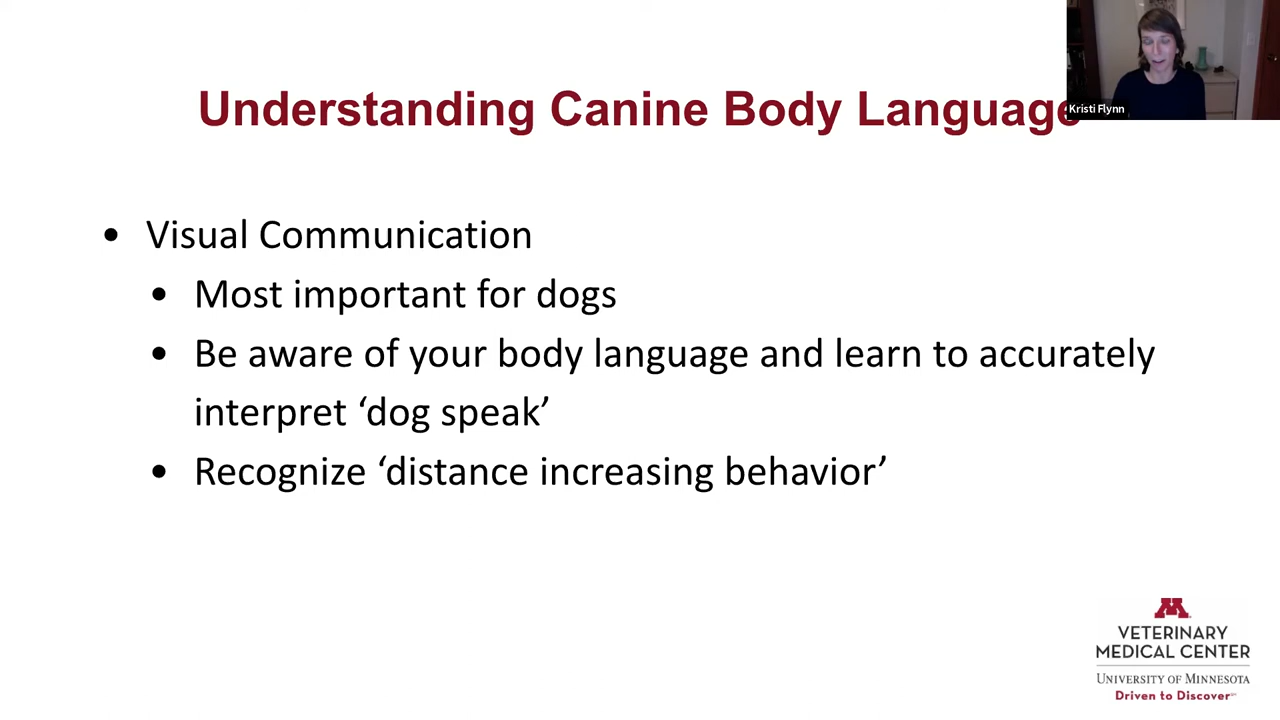 Understanding Canine Body Language
Kristi Flynn
• Visual Communication
• Most important for dogs
• Be aware of your body language and learn to accurately
interpret ‘dog speak’
• Recognize ‘distance increasing behavior’
M
VETERINARY
MEDICAL CENTER
UNIVERSITY OF MINNESOTA
Driven to Discover℠